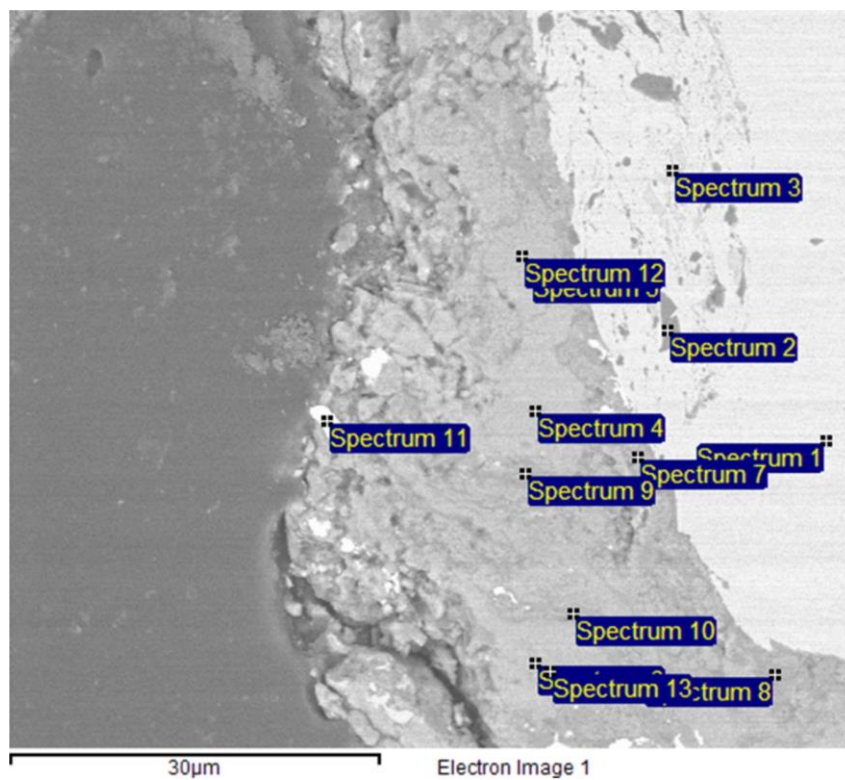 Spectrum 3
Spectrum 12
Spectrum 2
Spectrum 4
Spectrum 11
Spectrum 1
Spectrum 7
Spectrum 9
Spectrum 10
Spectrum 13
8
30µm
Electron Image 1